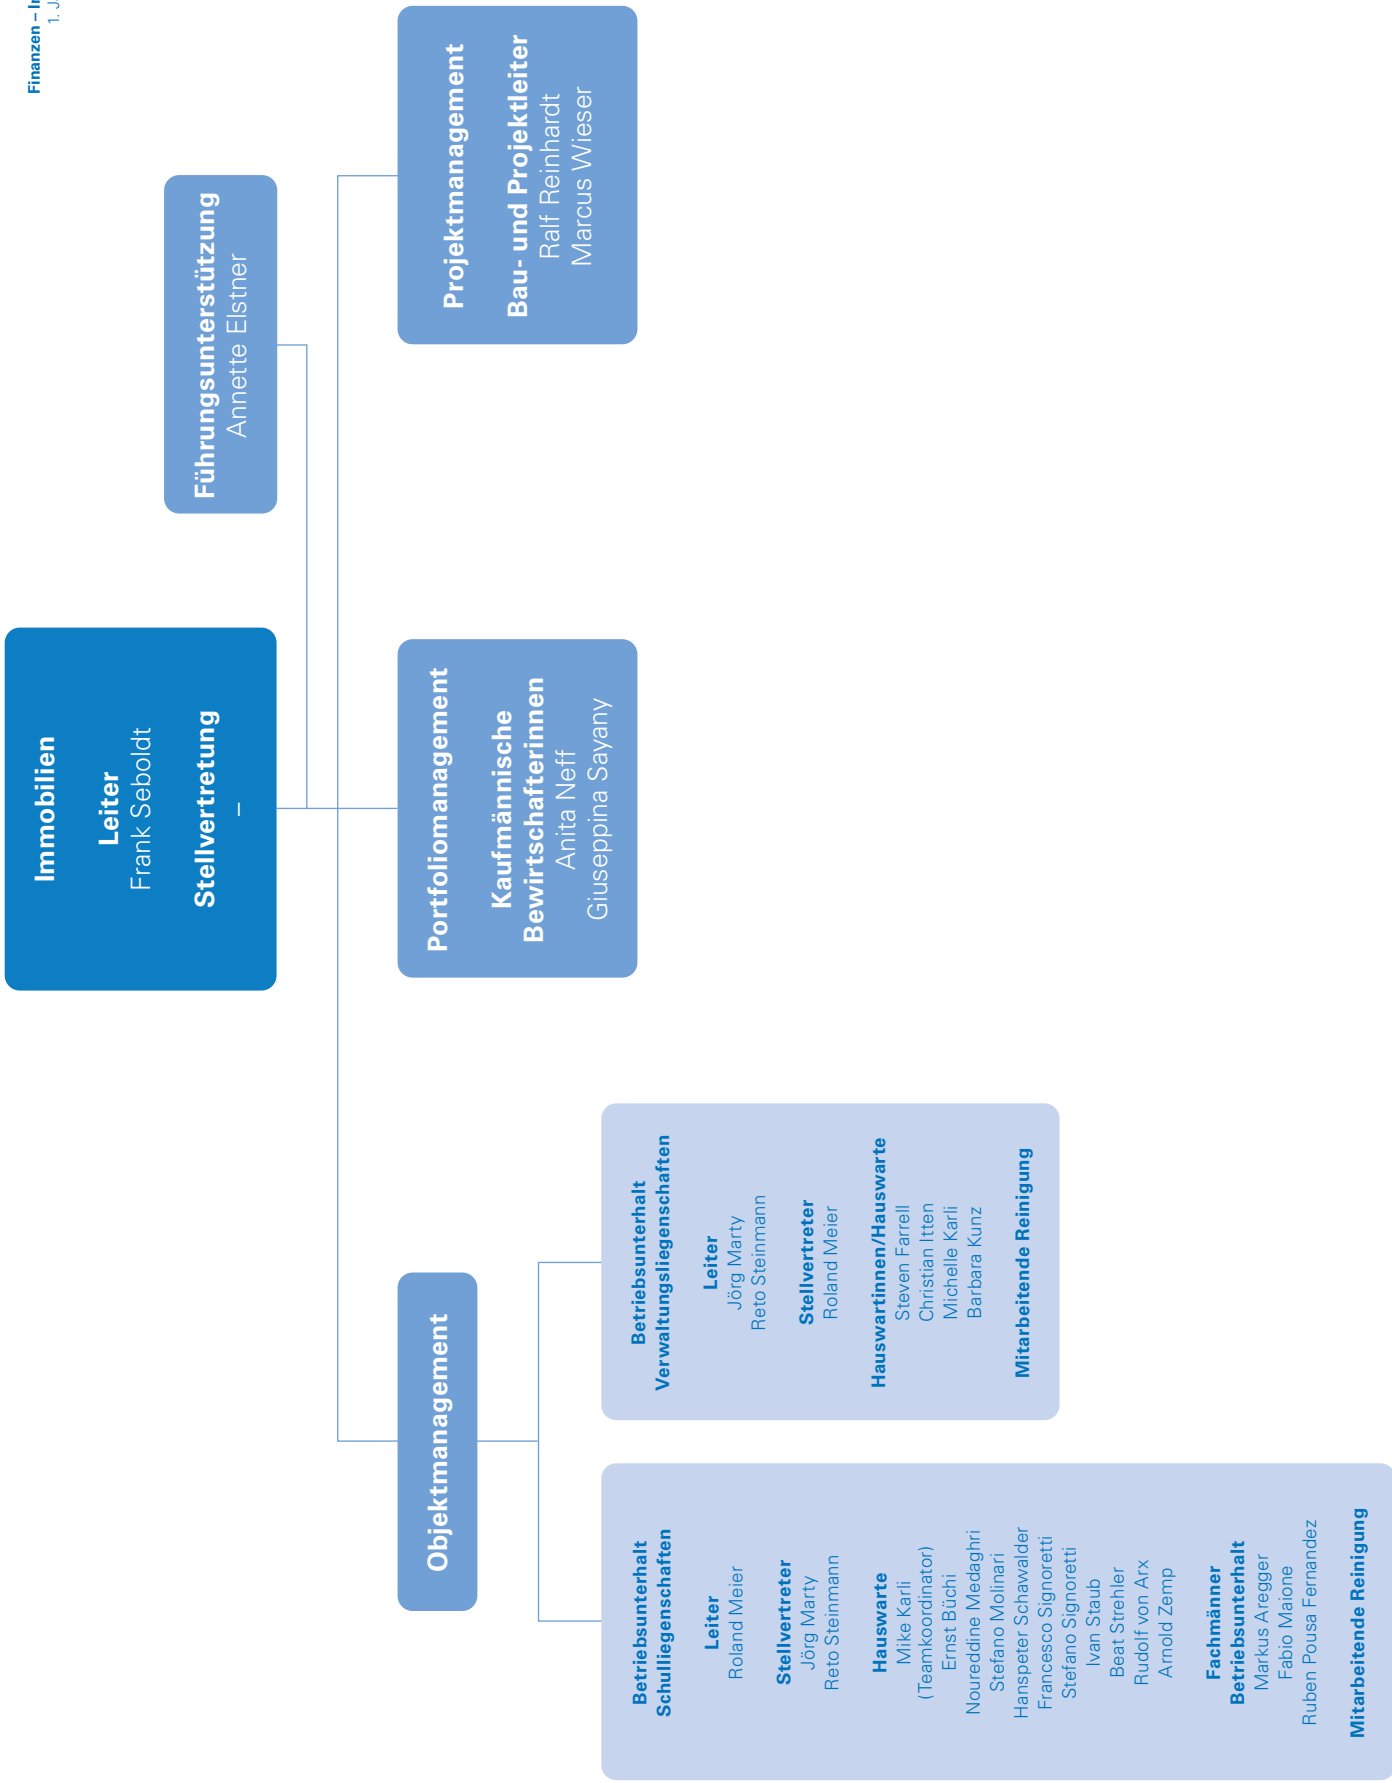 Finanzen –
1.
Immobilien
Leiter
Frank Seboldt
Stellvertretung
–
Führungsunterstützung
Annette Elstner
Objektmanagement
Portfoliomanagement
Kaufmännische
Bewirtschafterinnen
Anita Neff
Giuseppina Sayany
Projektmanagement
Bau- und Projektleiter
Ralf Reinhardt
Marcus Wieser
Betriebsunterhalt
Schulliegenschaften
Leiter
Roland Meier
Stellvertreter
Jörg Marty
Reto Steinmann
Hauswarte
Mike Karli
(Teamkoordinator)
Ernst Büchi
Noureddine Medaghri
Stefano Molinari
Hanspeter Schawalder
Francesco Signoretti
Stefano Signoretti
Ivan Staub
Beat Strehler
Rudolf von Arx
Arnold Zemp
Fachmänner
Betriebsunterhalt
Markus Aregger
Fabio Maione
Ruben Pousa Fernandez
Mitarbeitende Reinigung
Betriebsunterhalt
Verwaltungsliegenschaften
Leiter
Jörg Marty
Reto Steinmann
Stellvertreter
Roland Meier
Hauswartinnen/Hauswarte
Steven Farrell
Christian Itten
Michelle Karli
Barbara Kunz
Mitarbeitende Reinigung